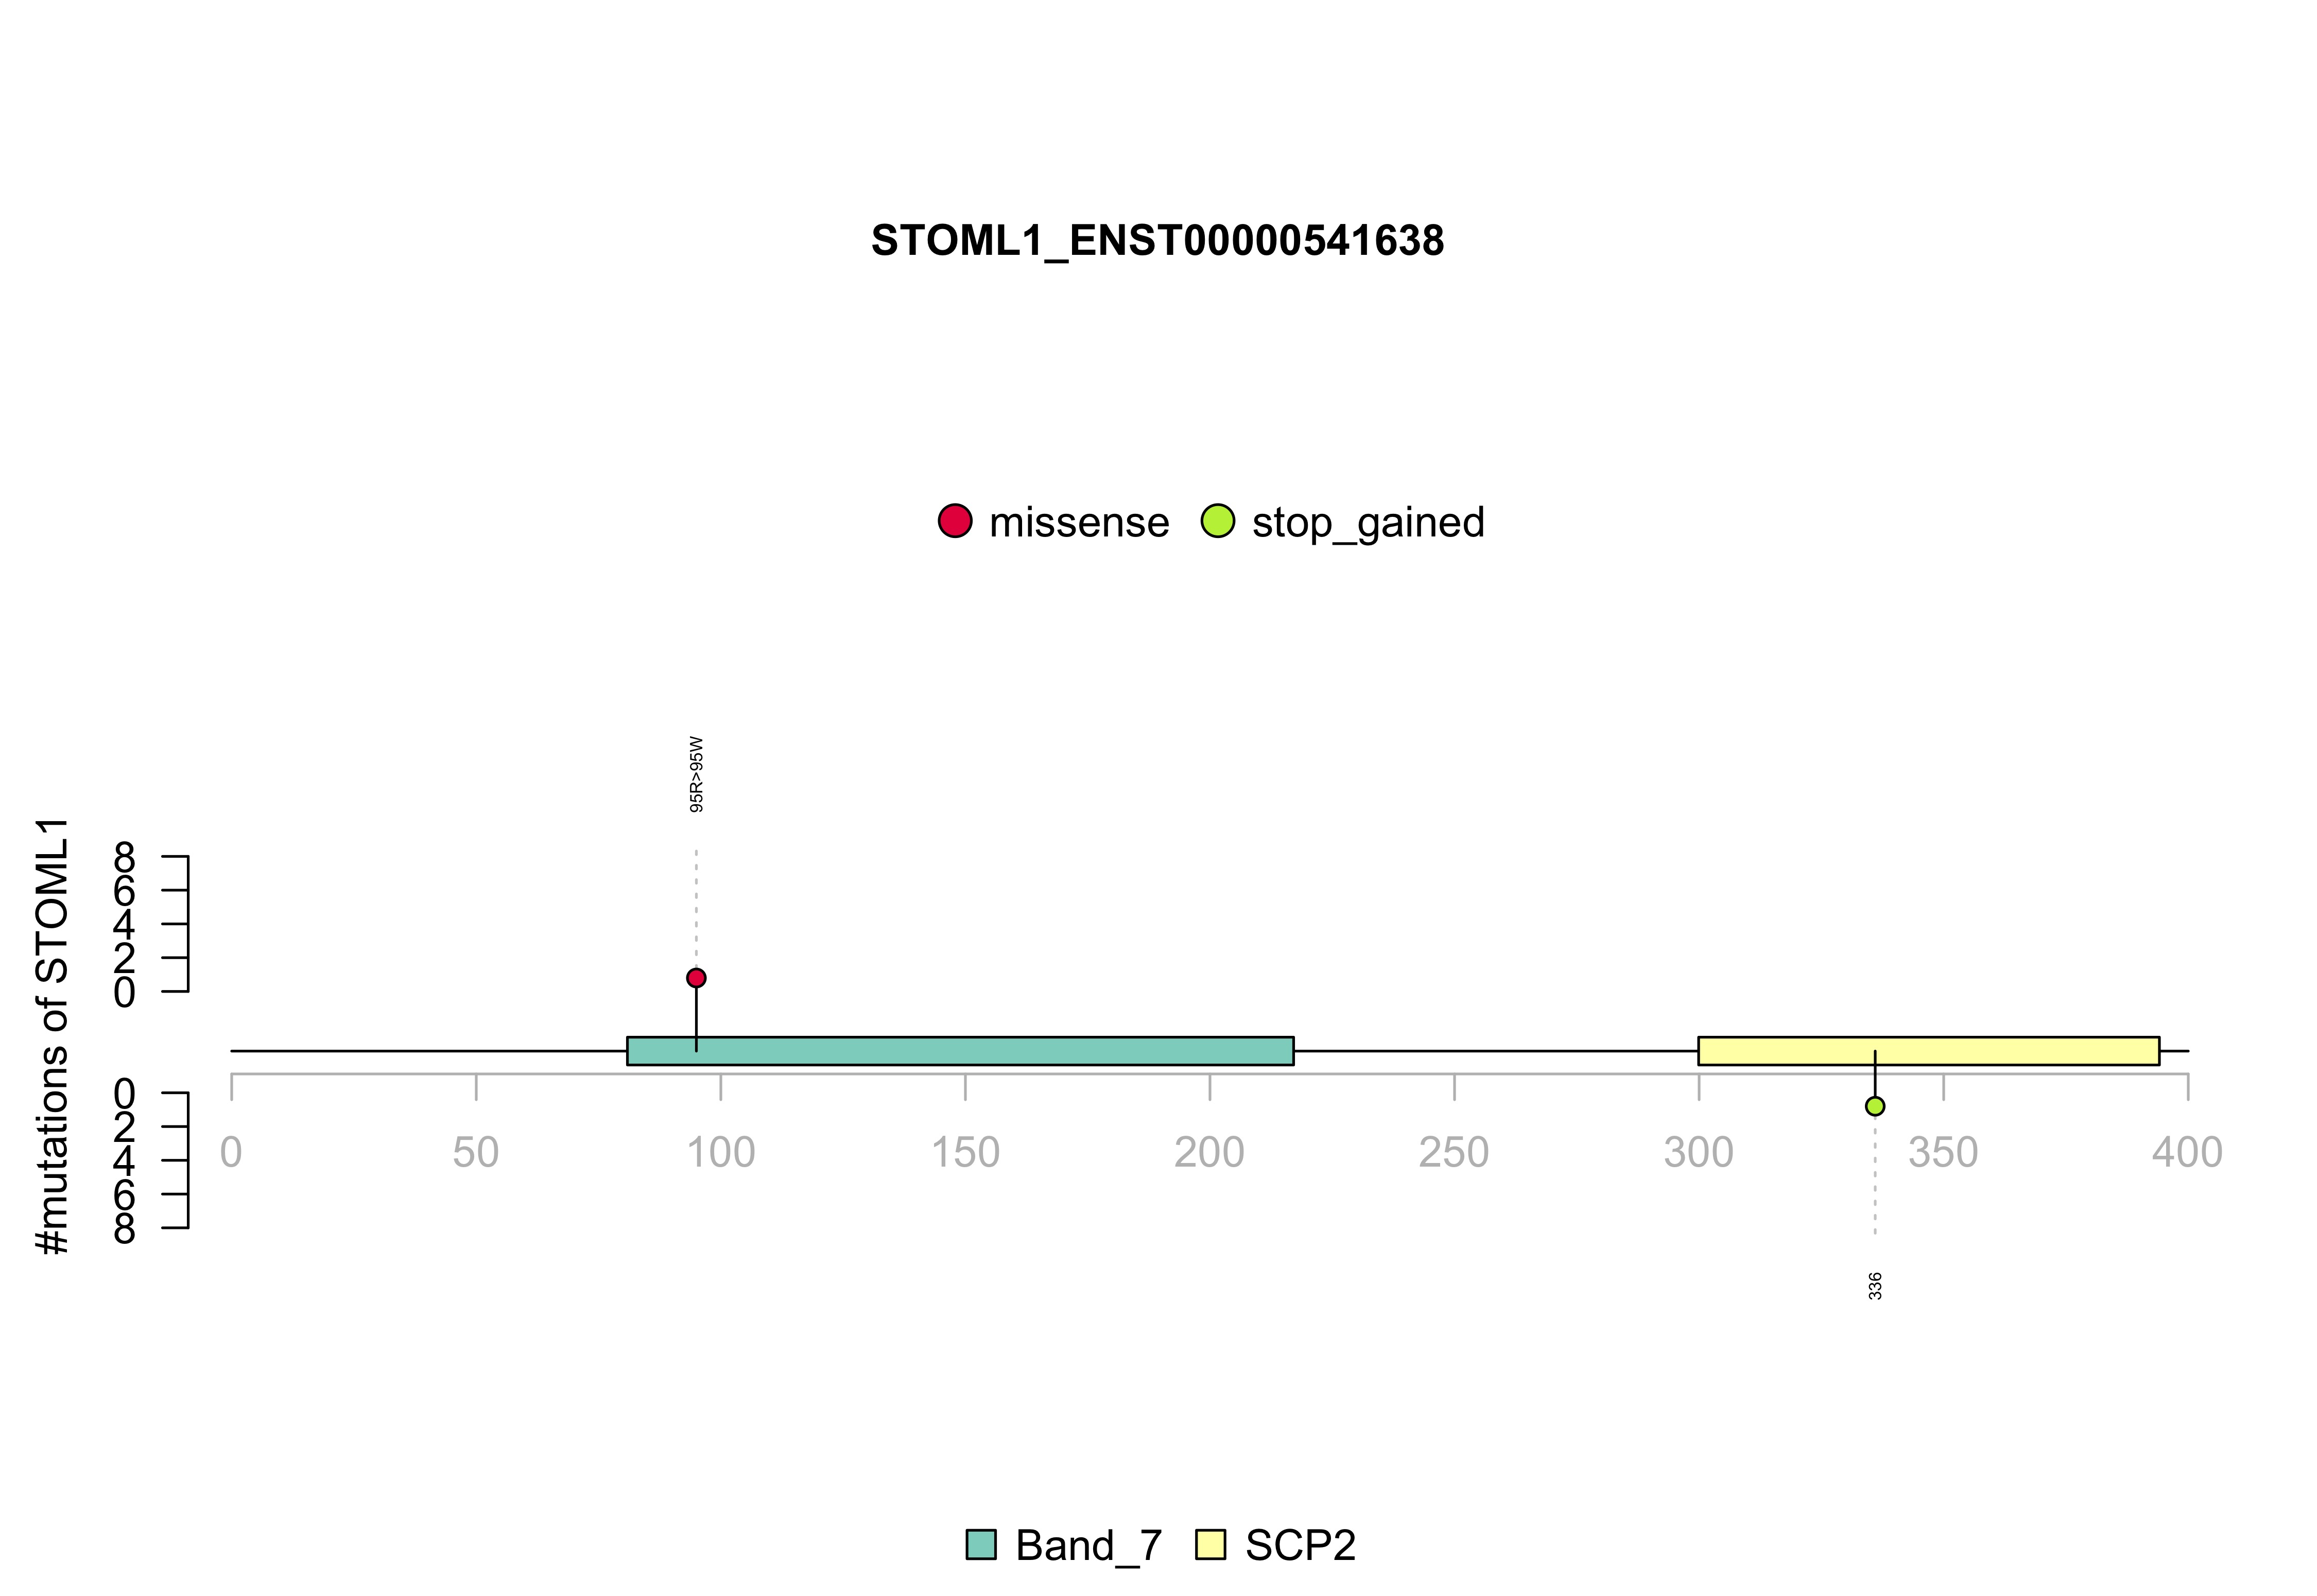 STOML1_ENST00000541638
missense stop_gained
95R>95W
#mutations of STOML1
8
6
4
2
0
0
2
4
6
8
0 50 100 150 200 250 300 350 400
336
Band_7 SCP2